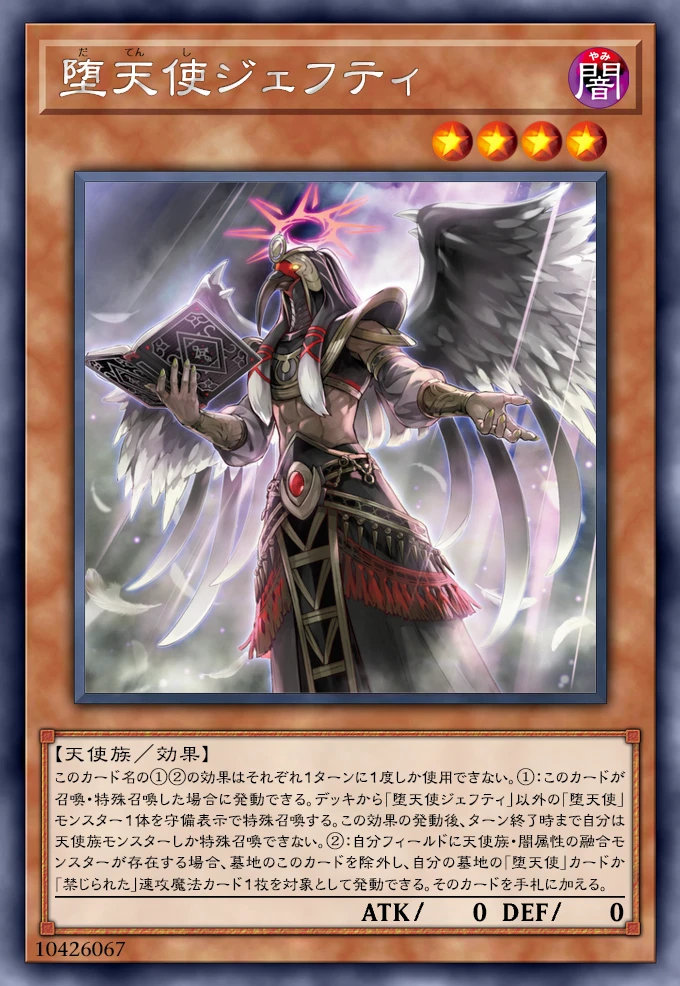 だ てん し
堕天使ジェフティ
やみ
闇
【天使族／効果】
このカード名の①②の効果はそれぞれ1ターンに1度しか使用できない。①：このカードが
召喚・特殊召喚した場合に発動できる。デッキから「堕天使ジェフティ」以外の「堕天使」
モンスター1体を守備表示で特殊召喚する。この効果の発動後、ターン終了時まで自分は
天使族モンスターしか特殊召喚できない。②：自分フィールドに天使族・闇属性の融合モ
ンスターが存在する場合、墓地のこのカードを除外し、自分の墓地の「堕天使」カードか
「禁じられた」速攻魔法カード1枚を対象として発動できる。そのカードを手札に加える。
ATK/ 0 DEF/ 0
10426067